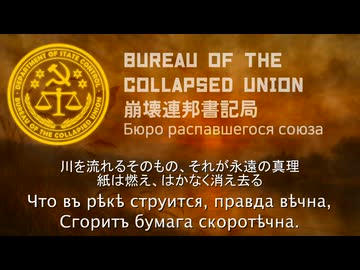 DEPARTMENT OF STATE CONTROL
BUREAU OF THE COLLAPSED UNION
BUREAU OF THE
COLLAPSED UNION
崩壊連邦書記局
Бюро распавшегося союза
川を流れるそのもの、それが永遠の真理
紙は燃え、はかなく消え去る
Что въ рѣкѣ струится, правда вѣчна,
Сгоритъ бумага скоротѣчна.